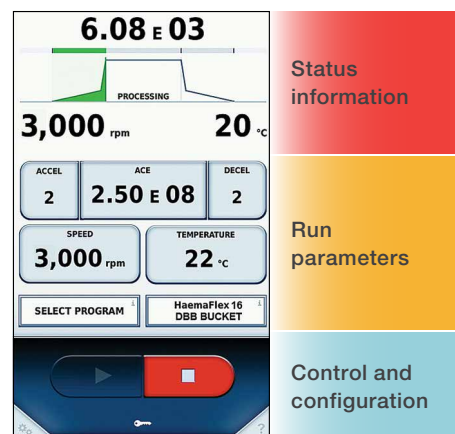 6.08 E 03
PROCESSING
3,000 rpm 20 °C
ACCEL ACE DECEL
2 2.50 E 08 2
SPEED TEMPERATURE
3,000 rpm 22 °C
SELECT PROGRAM i HaemaFlex 16 i
DBB BUCKET
?
Status
information
Run
parameters
Control and
configuration